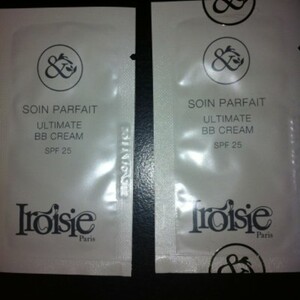 &
SOIN PARFAIT
ULTIMATE
BB CREAM
SPF 25
Iroisie
Paris
&
SOIN PARFAIT
ULTIMATE
BB CREAM
SPF 25
Iroisie
Paris
&